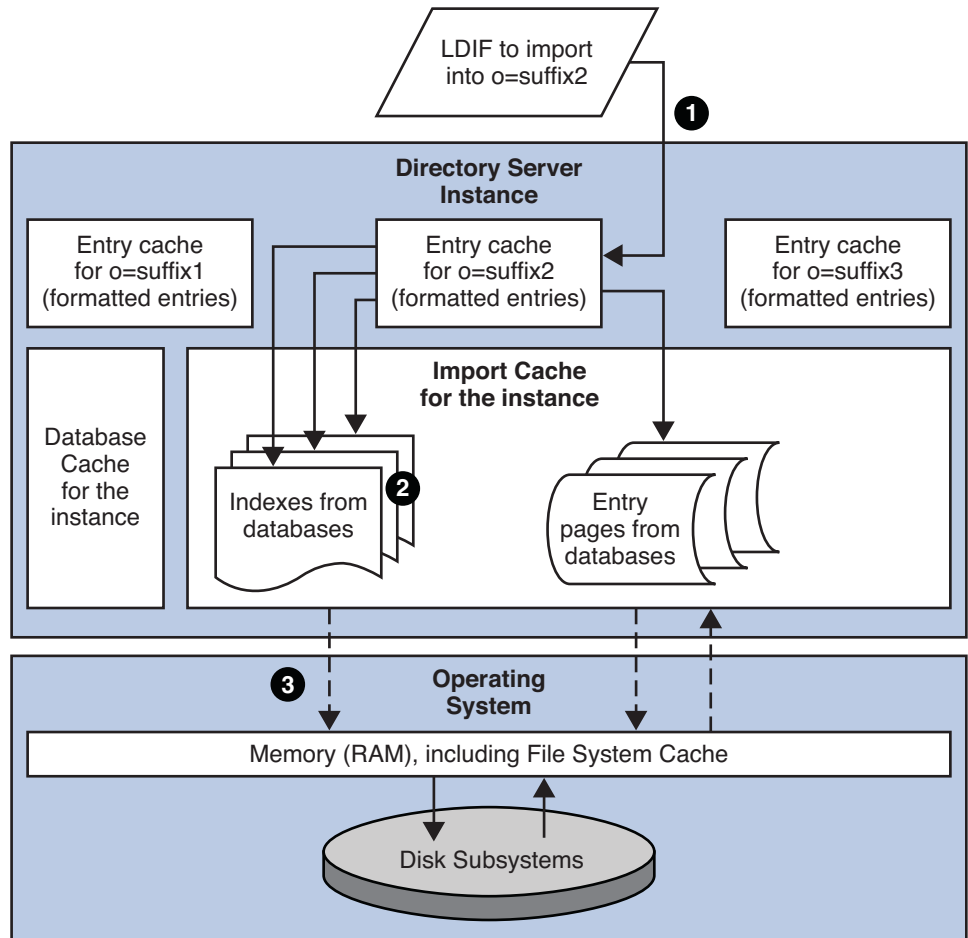 LDIF to import
into o=suffix2
1
Directory Server
Instance
Entry cache
for o=suffix1
(formatted entries)
Entry cache
for o=suffix2
(formatted entries)
Entry cache
for o=suffix3
(formatted entries)
Database
Cache
for the
instance
Import Cache
for the instance
2
Indexes from
databases
Entry
pages from
databases
3
Operating
System
Memory (RAM), including File System Cache
Disk Subsystems